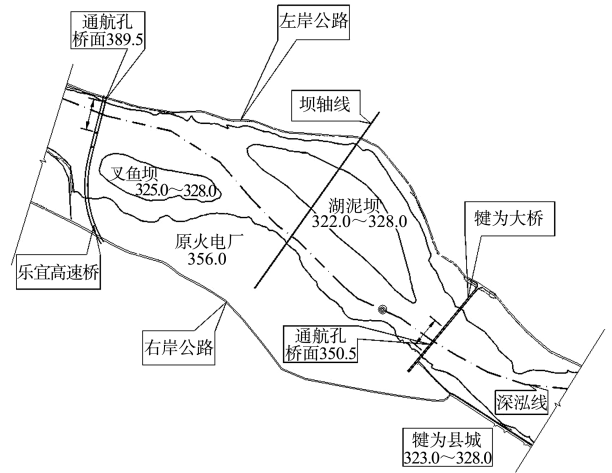 通航孔
桥面389.5
左岸公路
坝轴线
叉鱼坝
325.0～328.0
湖泥坝
322.0～328.0
犍为大桥
原火电厂
356.0
乐宜高速桥
右岸公路
通航孔
桥面350.5
深泓线
犍为县城
323.0～328.0